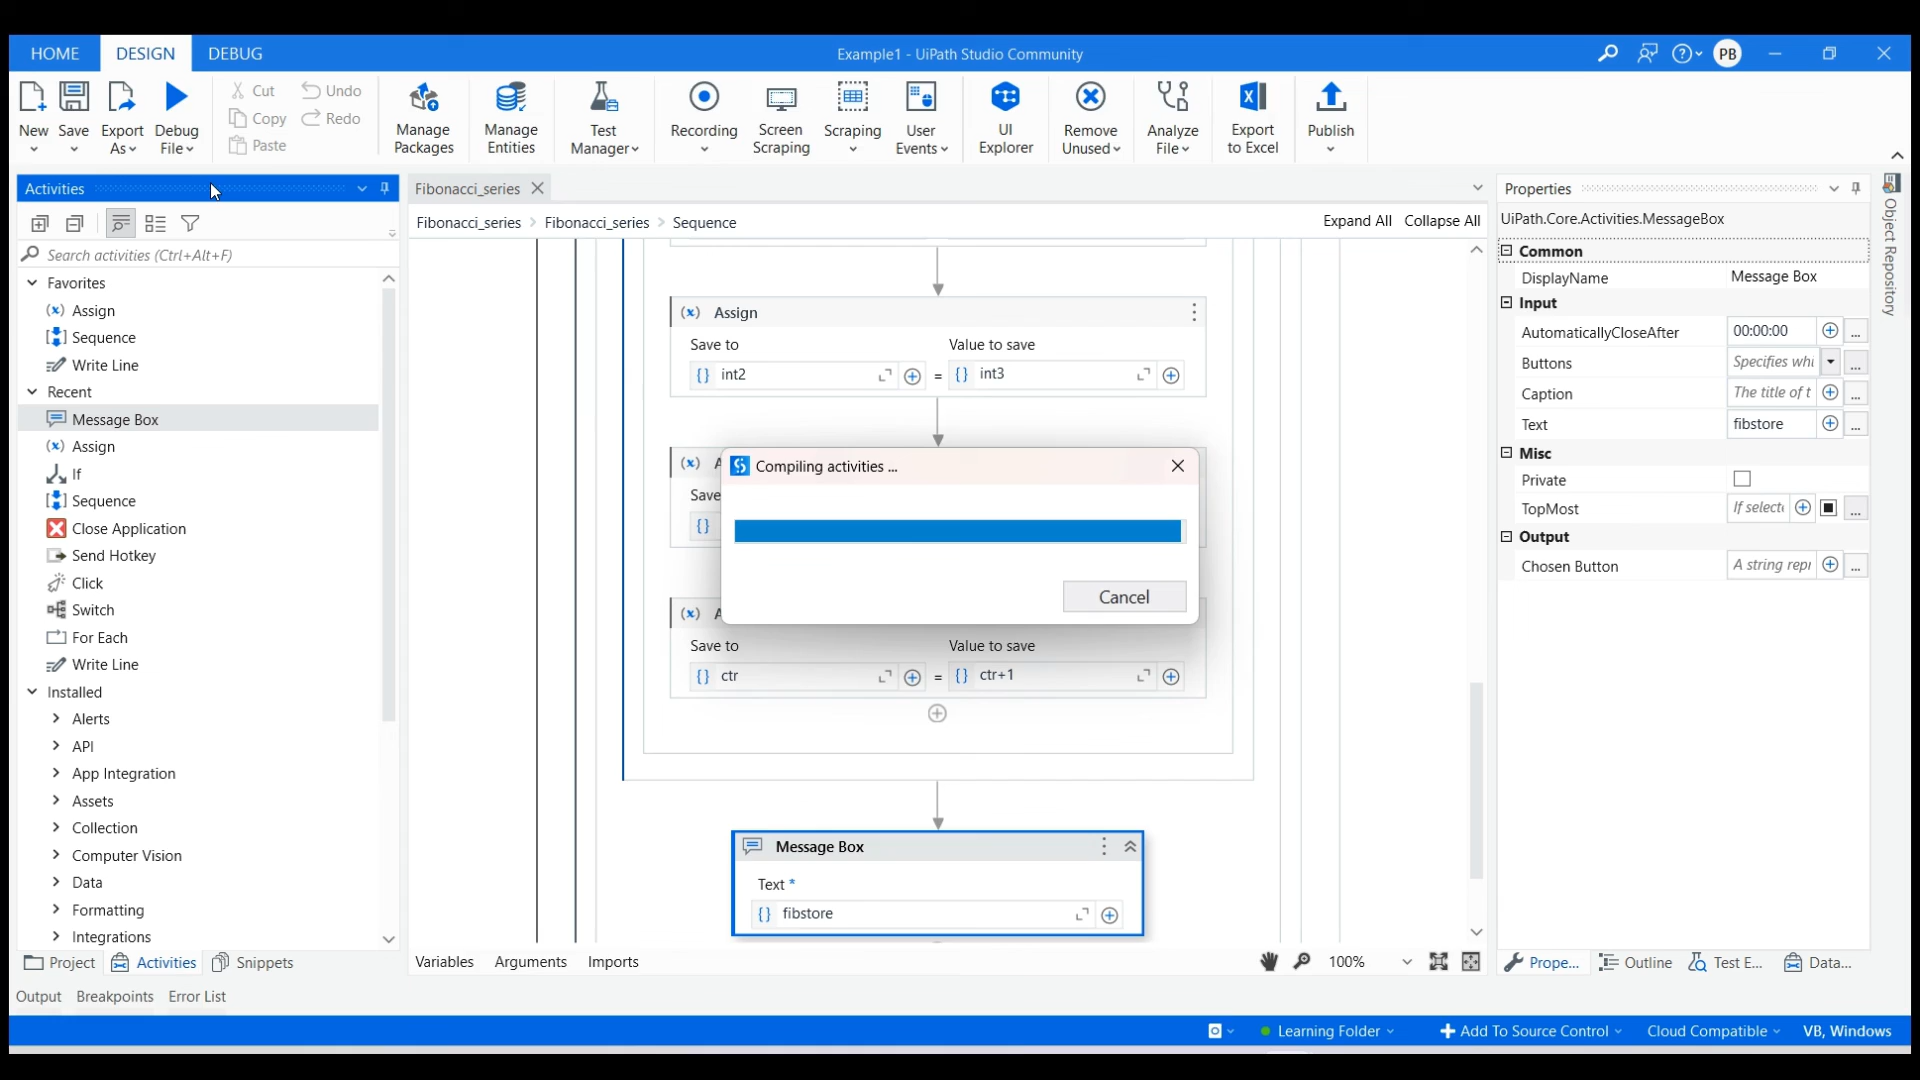 HOME DESIGN DEBUG
Example1 - UiPath Studio Community
PB
New
Save
Export As
Debug File
Cut
Copy
Paste
Undo
Redo
Manage Packages
Manage Entities
Test Manager
Recording
Screen Scraping
Scraping
User Events
UI Explorer
Remove Unused
Analyze File
Export to Excel
Publish
Activities
Search activities (Ctrl+Alt+F)
Favorites
Assign
Sequence
Write Line
Recent
Message Box
Assign
If
Sequence
Close Application
Send Hotkey
Click
Switch
For Each
Write Line
Installed
Alerts
API
App Integration
Assets
Collection
Computer Vision
Data
Formatting
Integrations
Project Activities Snippets
Fibonacci_series
Fibonacci_series > Fibonacci_series > Sequence
Expand All Collapse All
(x) Assign
Save to Value to save
{} int2 = {} int3
(x) A
Save
{}
Compiling activities ...
Cancel
(x) A
Save to Value to save
{} ctr = {} ctr+1
Message Box
Text *
{} fibstore
Variables Arguments Imports
100%
Properties
UiPath.Core.Activities.MessageBox
Common
DisplayName Message Box
Input
AutomaticallyCloseAfter 00:00:00 ...
Buttons Specifies whi ...
Caption The title of t ...
Text fibstore ...
Misc
Private
TopMost If selecte ...
Output
Chosen Button A string repr ...
Prope... Outline Test E... Data...
Object Repository
Output Breakpoints Error List
Learning Folder
Add To Source Control
Cloud Compatible
VB, Windows